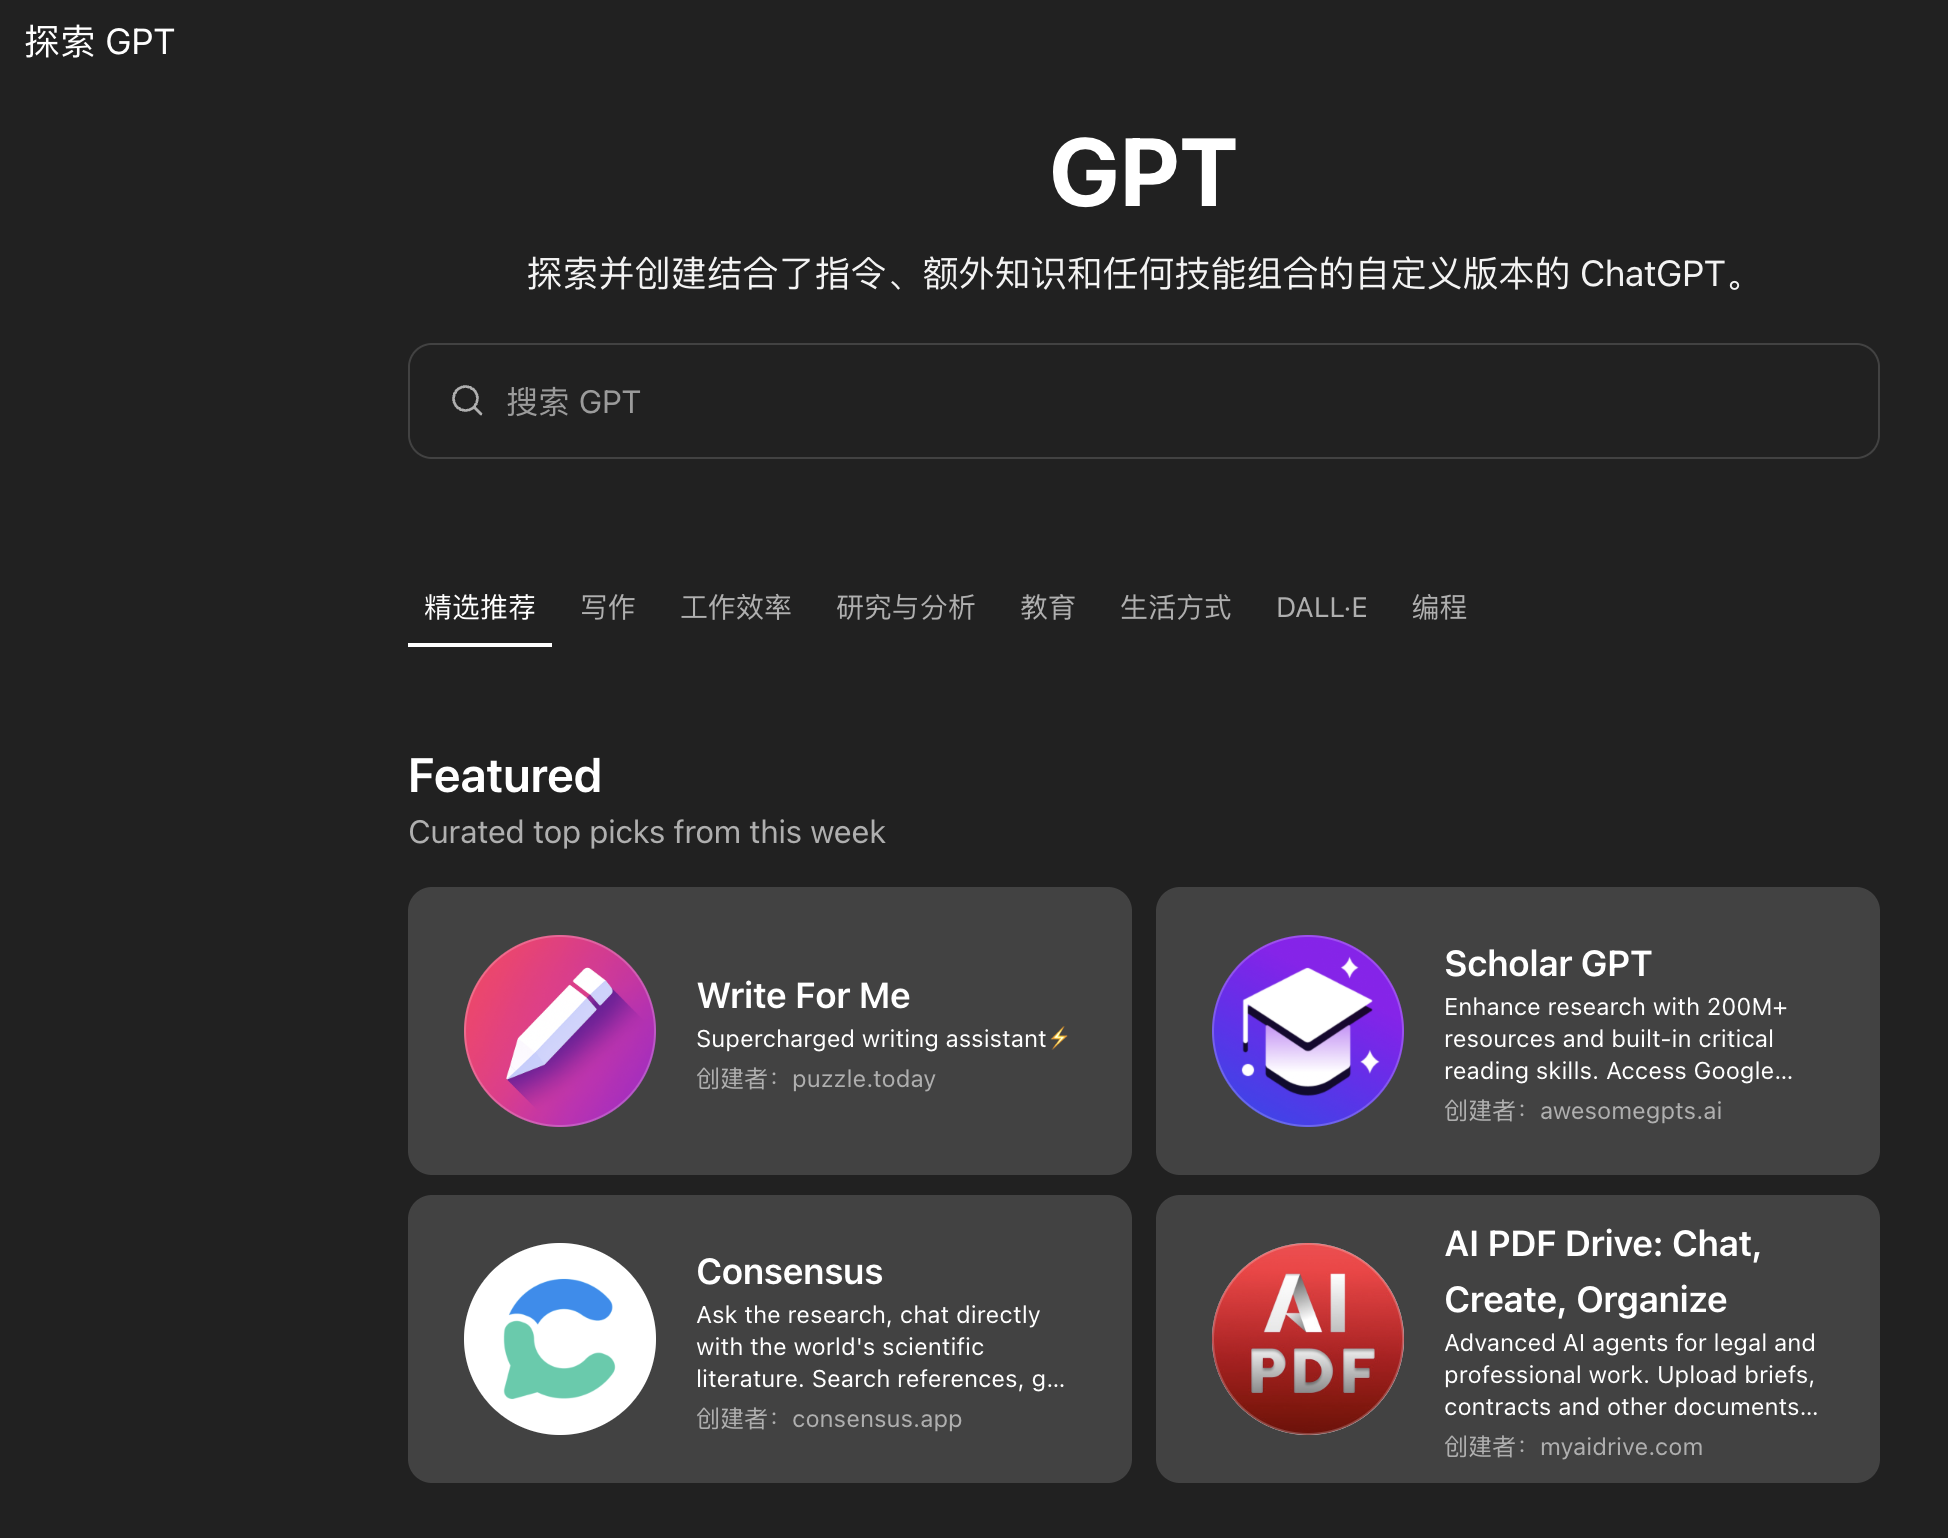 探索 GPT
GPT
探索并创建结合了指令、额外知识和任何技能组合的自定义版本的 ChatGPT。
搜索 GPT
精选推荐 写作 工作效率 研究与分析 教育 生活方式 DALL·E 编程
Featured
Curated top picks from this week
Write For Me
Supercharged writing assistant⚡
创建者：puzzle.today
Scholar GPT
Enhance research with 200M+
resources and built-in critical
reading skills. Access Google...
创建者：awesomegpts.ai
Consensus
Ask the research, chat directly
with the world's scientific
literature. Search references, g...
创建者：consensus.app
AI
PDF
AI PDF Drive: Chat,
Create, Organize
Advanced AI agents for legal and
professional work. Upload briefs,
contracts and other documents...
创建者：myaidrive.com